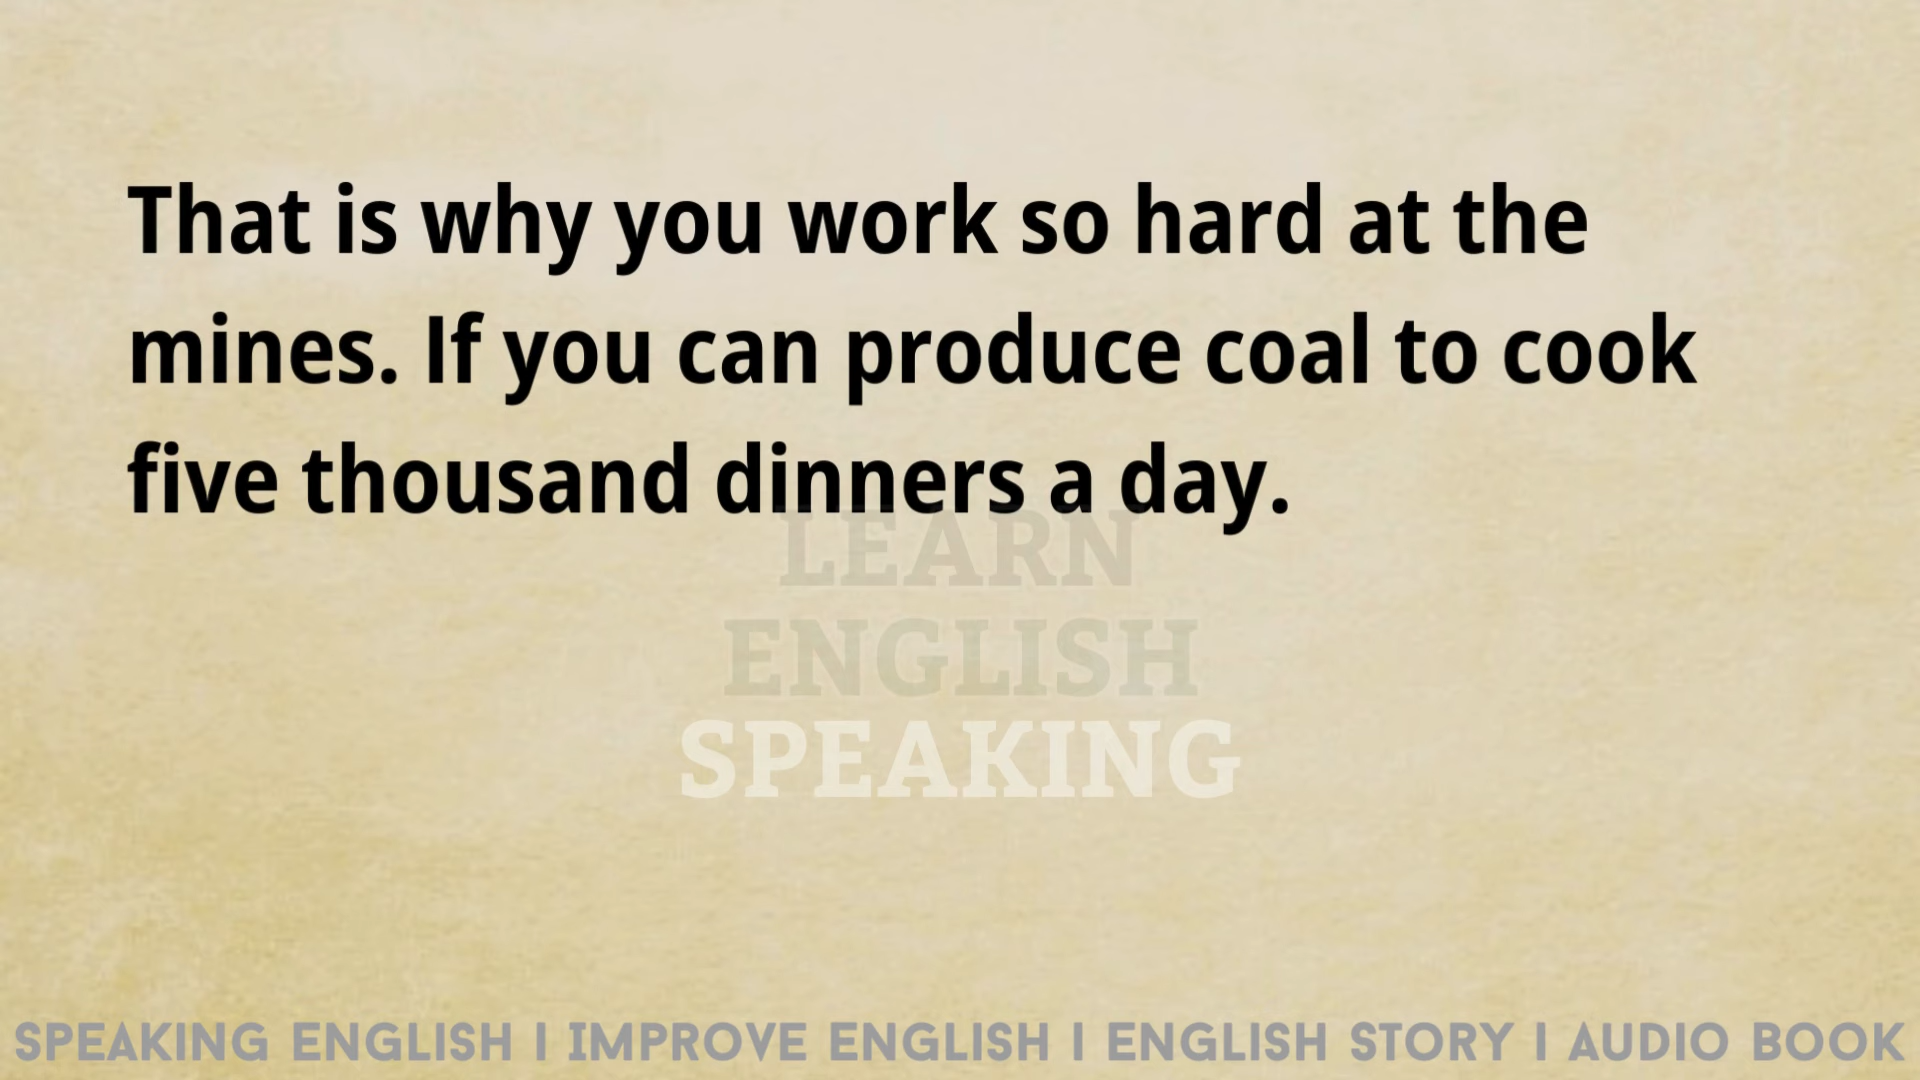 That is why you work so hard at the
mines. If you can produce coal to cook
five thousand dinners a day.
LEARN
ENGLISH
SPEAKING
SPEAKING ENGLISH I IMPROVE ENGLISH I ENGLISH STORY I AUDIO BOOK